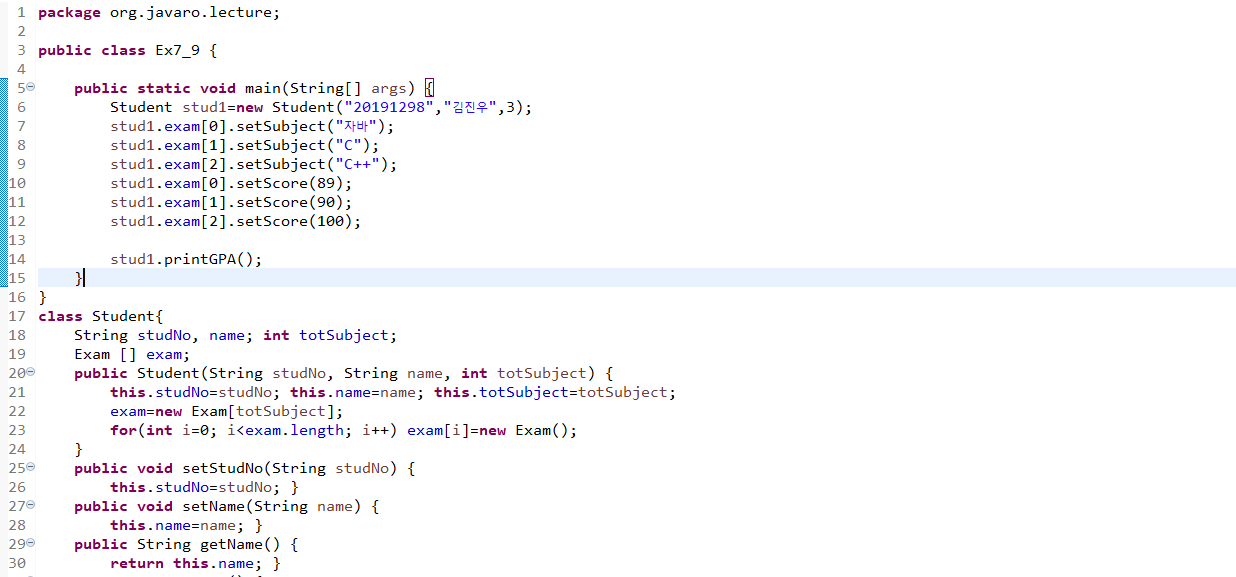 1 package org.javaro.lecture;
2
3 public class Ex7_9 {
4
5 public static void main(String[] args) {
6 Student stud1=new Student("20191298","김진우",3);
7 stud1.exam[0].setSubject("자바");
8 stud1.exam[1].setSubject("C");
9 stud1.exam[2].setSubject("C++");
10 stud1.exam[0].setScore(89);
11 stud1.exam[1].setScore(90);
12 stud1.exam[2].setScore(100);
13
14 stud1.printGPA();
15 }
16 }
17 class Student{
18 String studNo, name; int totSubject;
19 Exam [] exam;
20 public Student(String studNo, String name, int totSubject) {
21 this.studNo=studNo; this.name=name; this.totSubject=totSubject;
22 exam=new Exam[totSubject];
23 for(int i=0; i<exam.length; i++) exam[i]=new Exam();
24 }
25 public void setStudNo(String studNo) {
26 this.studNo=studNo; }
27 public void setName(String name) {
28 this.name=name; }
29 public String getName() {
30 return this.name; }